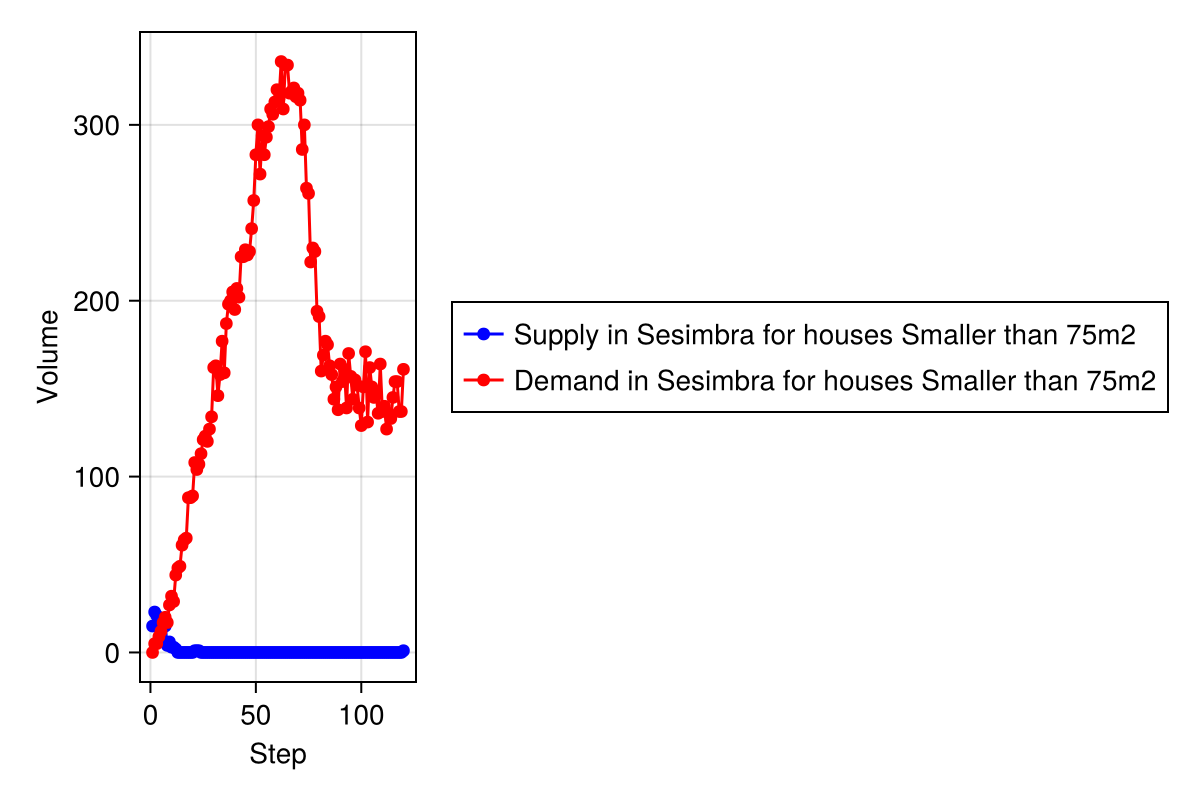 300
200
100
0
Volume
0 50 100
Step
Supply in Sesimbra for houses Smaller than 75m2
Demand in Sesimbra for houses Smaller than 75m2